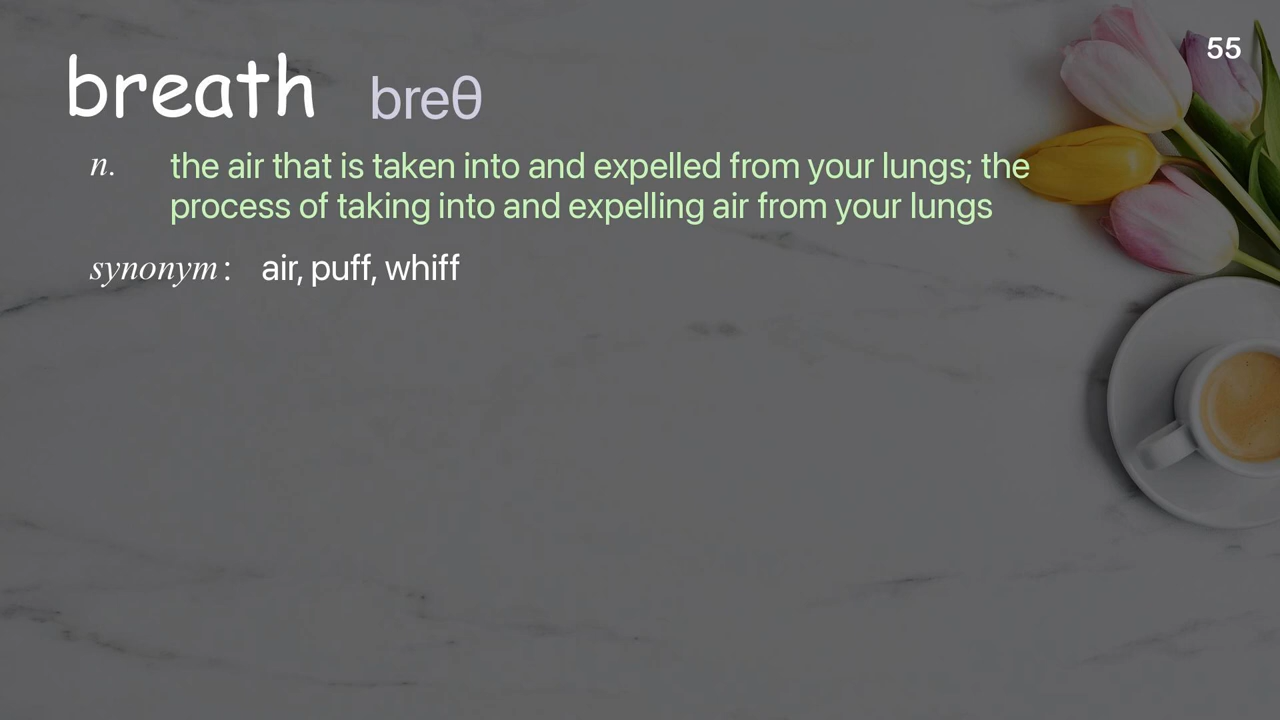 55
breath breθ
n. the air that is taken into and expelled from your lungs; the
process of taking into and expelling air from your lungs
synonym: air, puff, whiff